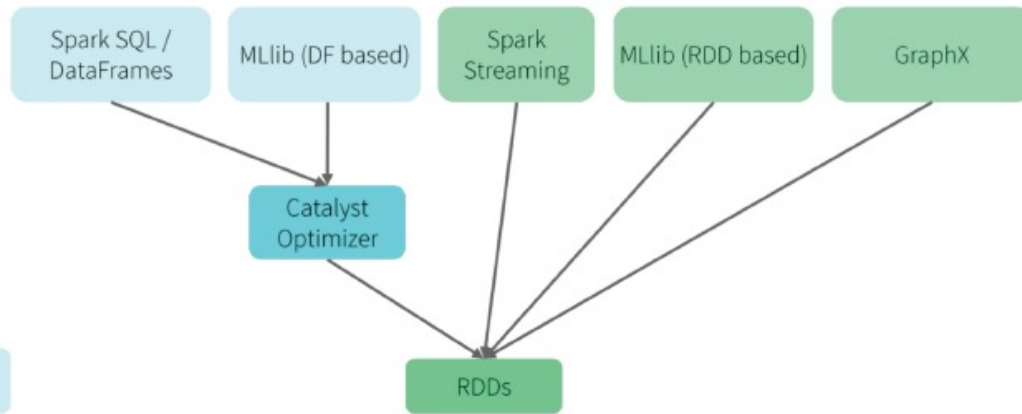 Spark SQL /
DataFrames
MLlib (DF based)
Spark
Streaming
MLlib (RDD based)
GraphX
Catalyst
Optimizer
RDDs